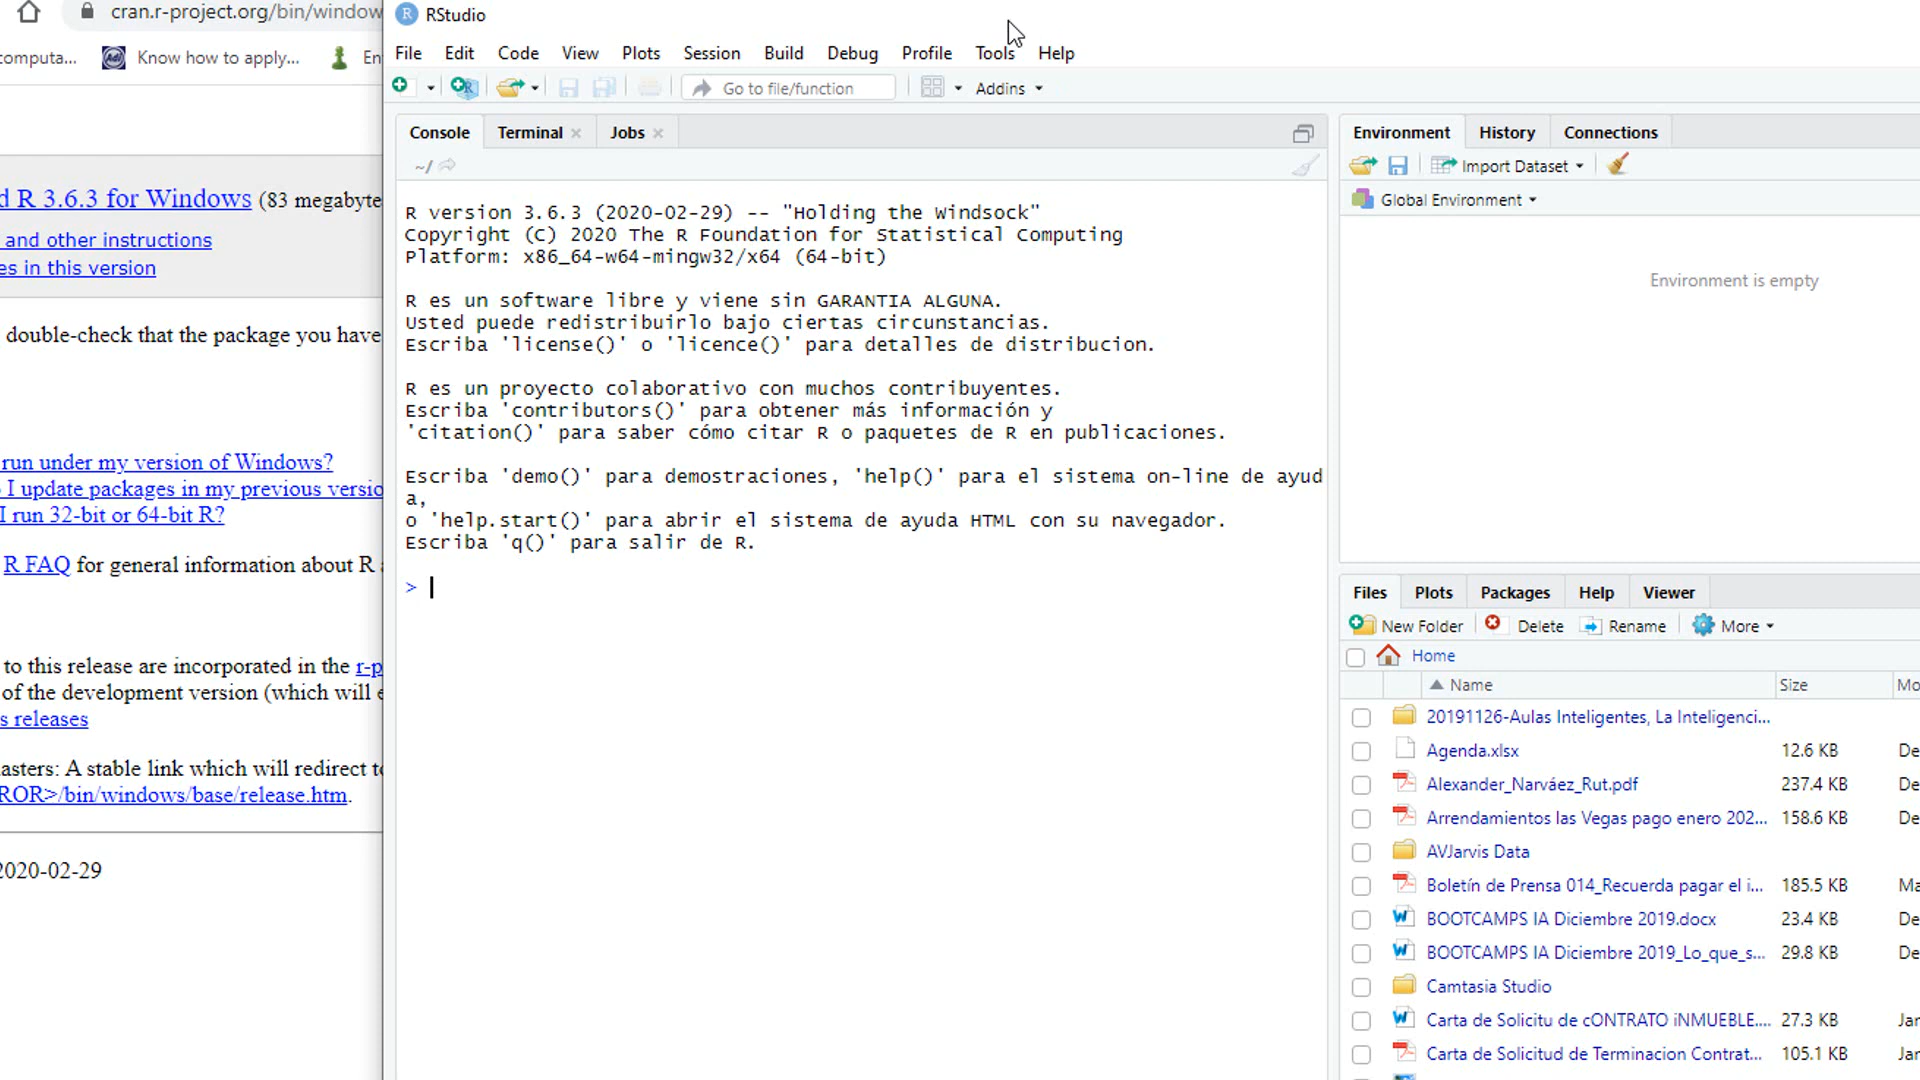 cran.r-project.org/bin/window
computa...
Know how to apply...
En
d R 3.6.3 for Windows (83 megabyte
and other instructions
es in this version
double-check that the package you have
run under my version of Windows?
I update packages in my previous versio
I run 32-bit or 64-bit R?
R FAQ for general information about R
to this release are incorporated in the r-p
of the development version (which will e
s releases
asters: A stable link which will redirect to
ROR>/bin/windows/base/release.htm.
2020-02-29
RStudio
File Edit Code View Plots Session Build Debug Profile Tools Help
Go to file/function
Addins
Console Terminal Jobs
~/
R version 3.6.3 (2020-02-29) -- "Holding the Windsock"
Copyright (C) 2020 The R Foundation for Statistical Computing
Platform: x86_64-w64-mingw32/x64 (64-bit)
R es un software libre y viene sin GARANTIA ALGUNA.
Usted puede redistribuirlo bajo ciertas circunstancias.
Escriba 'license()' o 'licence()' para detalles de distribucion.
R es un proyecto colaborativo con muchos contribuyentes.
Escriba 'contributors()' para obtener más información y
'citation()' para saber cómo citar R o paquetes de R en publicaciones.
Escriba 'demo()' para demostraciones, 'help()' para el sistema on-line de ayud
a,
o 'help.start()' para abrir el sistema de ayuda HTML con su navegador.
Escriba 'q()' para salir de R.
>
Environment History Connections
Import Dataset
Global Environment
Environment is empty
Files Plots Packages Help Viewer
New Folder Delete Rename More
Home
Name Size Mo
20191126-Aulas Inteligentes, La Inteligenci...
Agenda.xlsx 12.6 KB De
Alexander_Narváez_Rut.pdf 237.4 KB De
Arrendamientos las Vegas pago enero 202... 158.6 KB De
AVJarvis Data
Boletín de Prensa 014_Recuerda pagar el i... 185.5 KB Ma
BOOTCAMPS IA Diciembre 2019.docx 23.4 KB De
BOOTCAMPS IA Diciembre 2019_Lo_que_s... 29.8 KB De
Camtasia Studio
Carta de Solicitu de cONTRATO iNMUEBLE.... 27.3 KB Jar
Carta de Solicitud de Terminacion Contrat... 105.1 KB Jar